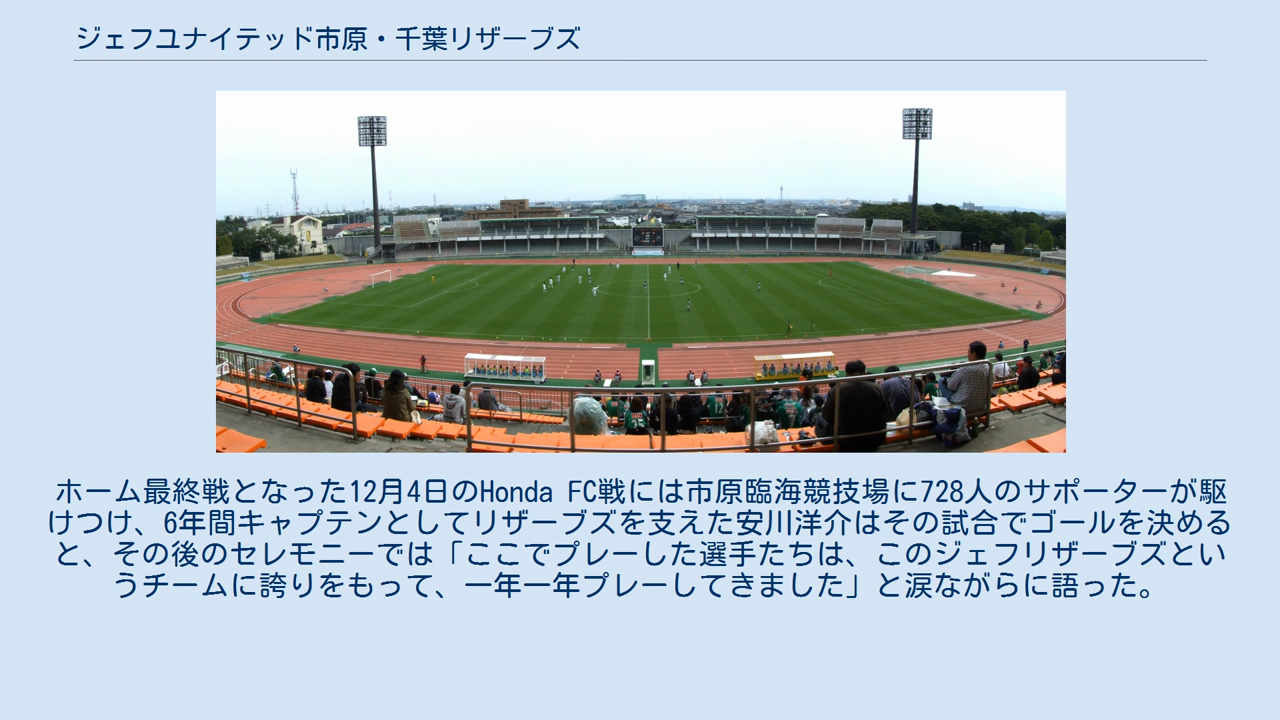 ジェフユナイテッド市原・千葉リザーブズ
ホーム最終戦となった12月4日のHonda FC戦には市原臨海競技場に728人のサポーターが駆
けつけ、6年間キャプテンとしてリザーブズを支えた安川洋介はその試合でゴールを決める
と、その後のセレモニーでは「ここでプレーした選手たちは、このジェフリザーブズとい
うチームに誇りをもって、一年一年プレーしてきました」と涙ながらに語った。